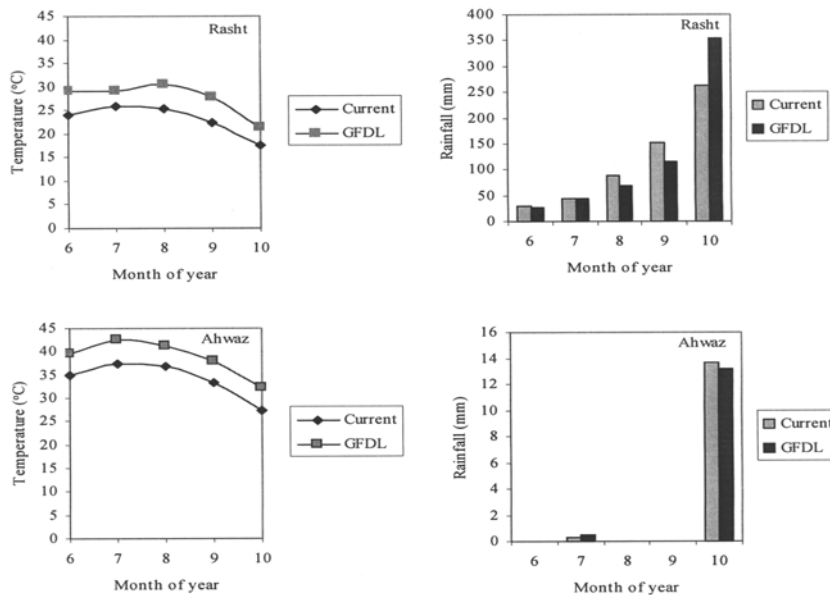 Rasht
45
40
35
30
25
20
15
10
5
0
Temperature (°C)
6 7 8 9 10
Month of year
Current
GFDL
Rasht
400
350
300
250
200
150
100
50
0
Rainfall (mm)
6 7 8 9 10
Month of year
Current
GFDL
Ahwaz
45
40
35
30
25
20
15
10
5
0
Temperature (°C)
6 7 8 9 10
Month of year
Current
GFDL
Ahwaz
16
14
12
10
8
6
4
2
0
Rainfall (mm)
6 7 8 9 10
Month of year
Current
GFDL